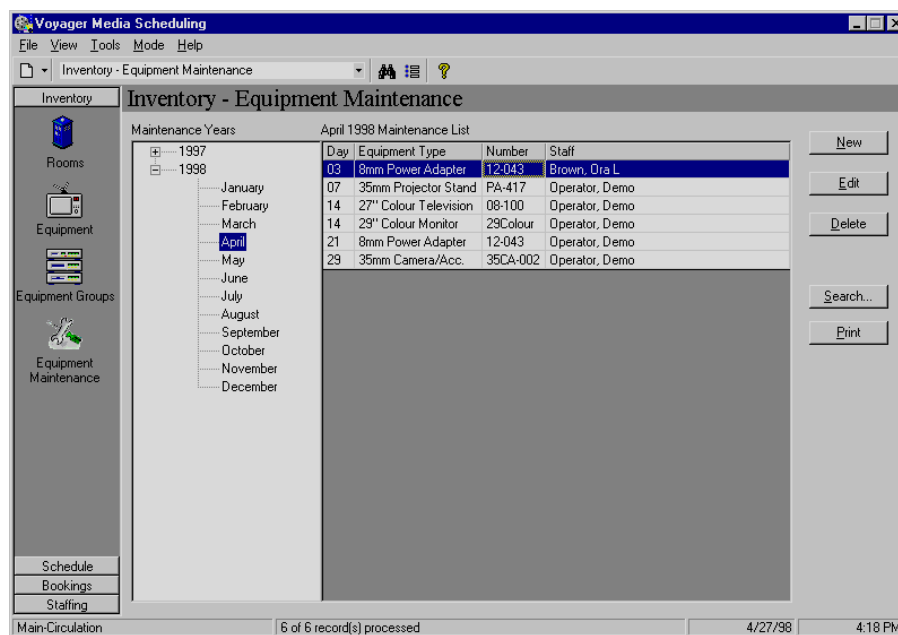 Voyager Media Scheduling
File View Tools Mode Help
Inventory - Equipment Maintenance
Inventory
Inventory - Equipment Maintenance
Rooms
Equipment
Equipment Groups
Equipment
Maintenance
Schedule
Bookings
Staffing
Maintenance Years
1997
1998
January
February
March
April
May
June
July
August
September
October
November
December
April 1998 Maintenance List
Day Equipment Type Number Staff
03 8mm Power Adapter 12-043 Brown, Ora L
07 35mm Projector Stand PA-417 Operator, Demo
14 27" Colour Television 08-100 Operator, Demo
14 29" Colour Monitor 29Colour Operator, Demo
21 8mm Power Adapter 12-043 Operator, Demo
29 35mm Camera/Acc. 35CA-002 Operator, Demo
New
Edit
Delete
Search...
Print
Main-Circulation 6 of 6 record(s) processed 4/27/98 4:18 PM